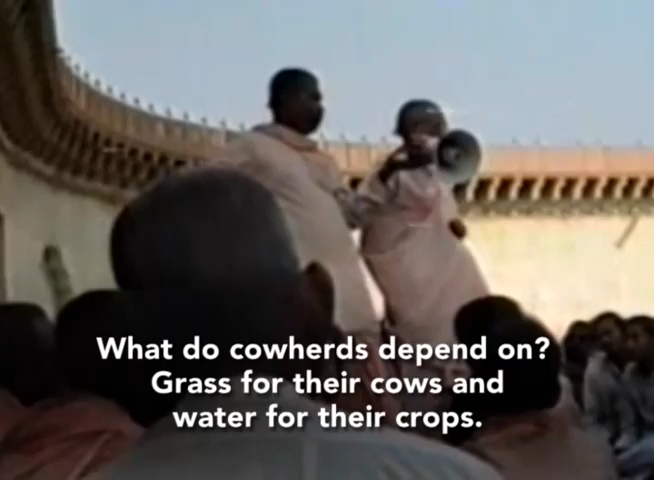 What do cowherds depend on?
Grass for their cows and
water for their crops.